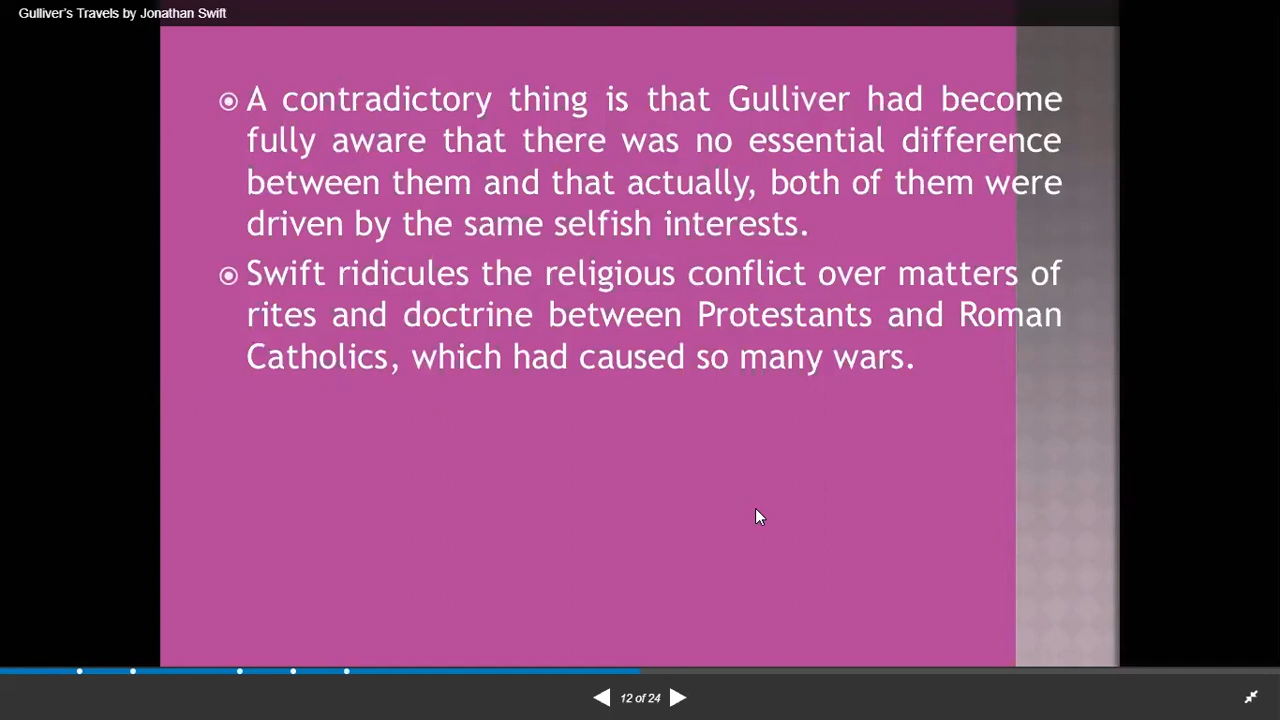 Gulliver's Travels by Jonathan Swift
A contradictory thing is that Gulliver had become
fully aware that there was no essential difference
between them and that actually, both of them were
driven by the same selfish interests.
Swift ridicules the religious conflict over matters of
rites and doctrine between Protestants and Roman
Catholics, which had caused so many wars.
12 of 24